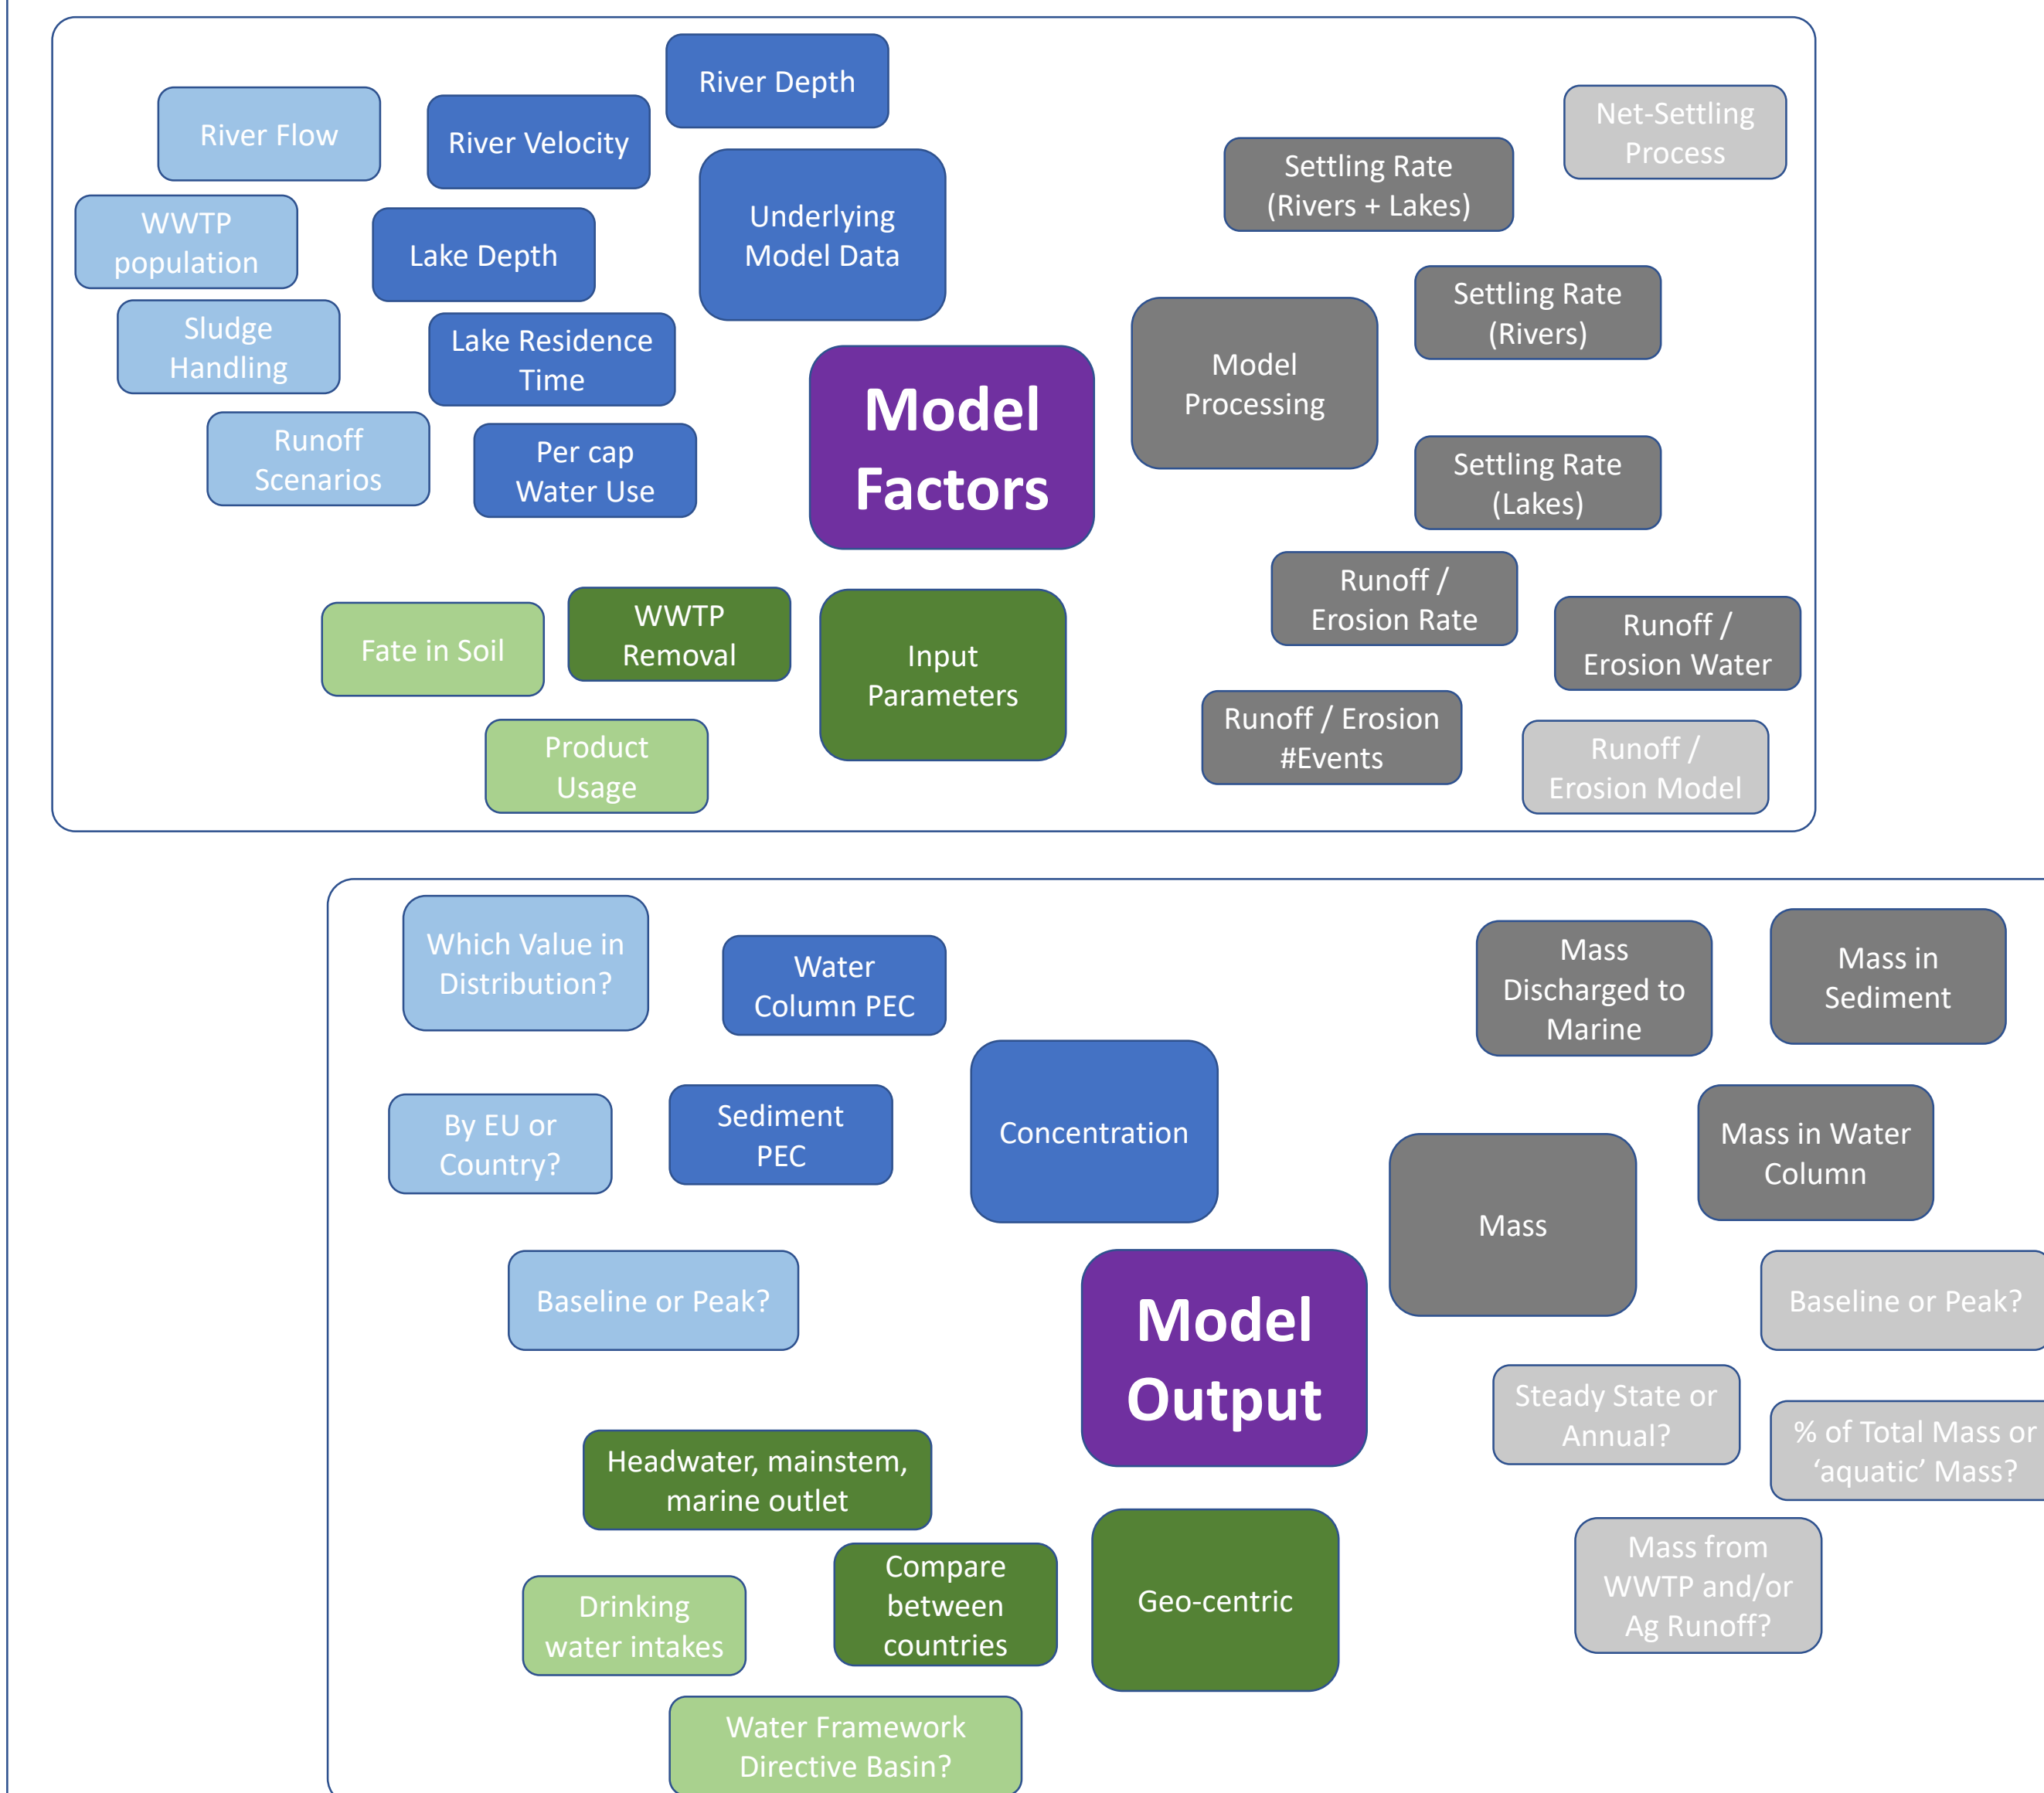 River Depth
River Flow
River Velocity
Net-Settling
Process
Settling Rate
(Rivers + Lakes)
WWTP
population
Lake Depth
Underlying
Model Data
Settling Rate
(Rivers)
Sludge
Handling
Lake Residence
Time
Model
Factors
Model
Processing
Runoff
Scenarios
Per cap
Water Use
Settling Rate
(Lakes)
Fate in Soil
WWTP
Removal
Input
Parameters
Runoff /
Erosion Rate
Runoff /
Erosion Water
Product
Usage
Runoff / Erosion
#Events
Runoff /
Erosion Model
Which Value in
Distribution?
Water
Column PEC
Mass
Discharged to
Marine
Mass in
Sediment
By EU or
Country?
Sediment
PEC
Concentration
Mass in Water
Column
Mass
Baseline or Peak?
Model
Output
Baseline or Peak?
Steady State or
Annual?
% of Total Mass or
‘aquatic’ Mass?
Headwater, mainstem,
marine outlet
Compare
between
countries
Geo-centric
Mass from
WWTP and/or
Ag Runoff?
Drinking
water intakes
Water Framework
Directive Basin?